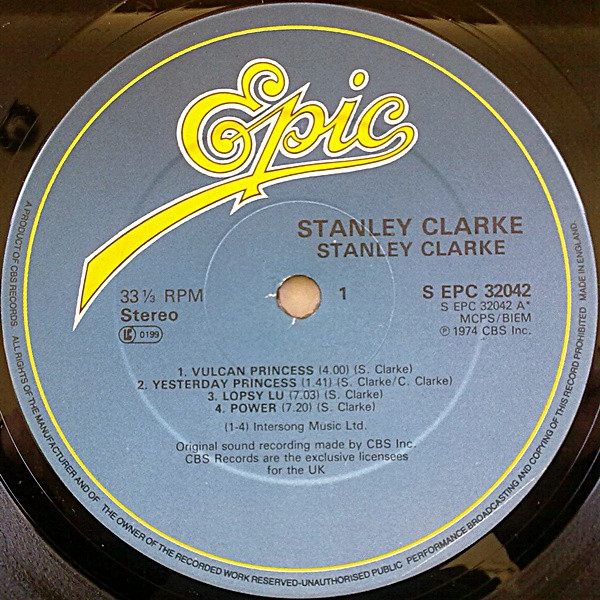 Epic
STANLEY CLARKE
STANLEY CLARKE
33 ⅓ RPM
Stereo
LC 0199
1
S EPC 32042
S EPC 32042 A*
MCPS/BIEM
℗ 1974 CBS Inc.
1. VULCAN PRINCESS (4.00) (S. Clarke)
2. YESTERDAY PRINCESS (1.41) (S. Clarke/C. Clarke)
3. LOPSY LU (7.03) (S. Clarke)
4. POWER (7.20) (S. Clarke)
(1-4) Intersong Music Ltd.
Original sound recording made by CBS Inc.
CBS Records are the exclusive licensees
for the UK
A PRODUCT OF CBS RECORDS. ALL RIGHTS OF THE MANUFACTURER AND OF THE OWNER OF THE RECORDED WORK RESERVED-UNAUTHORISED PUBLIC PERFORMANCE BROADCASTING AND COPYING OF THIS RECORD PROHIBITED MADE IN ENGLAND.